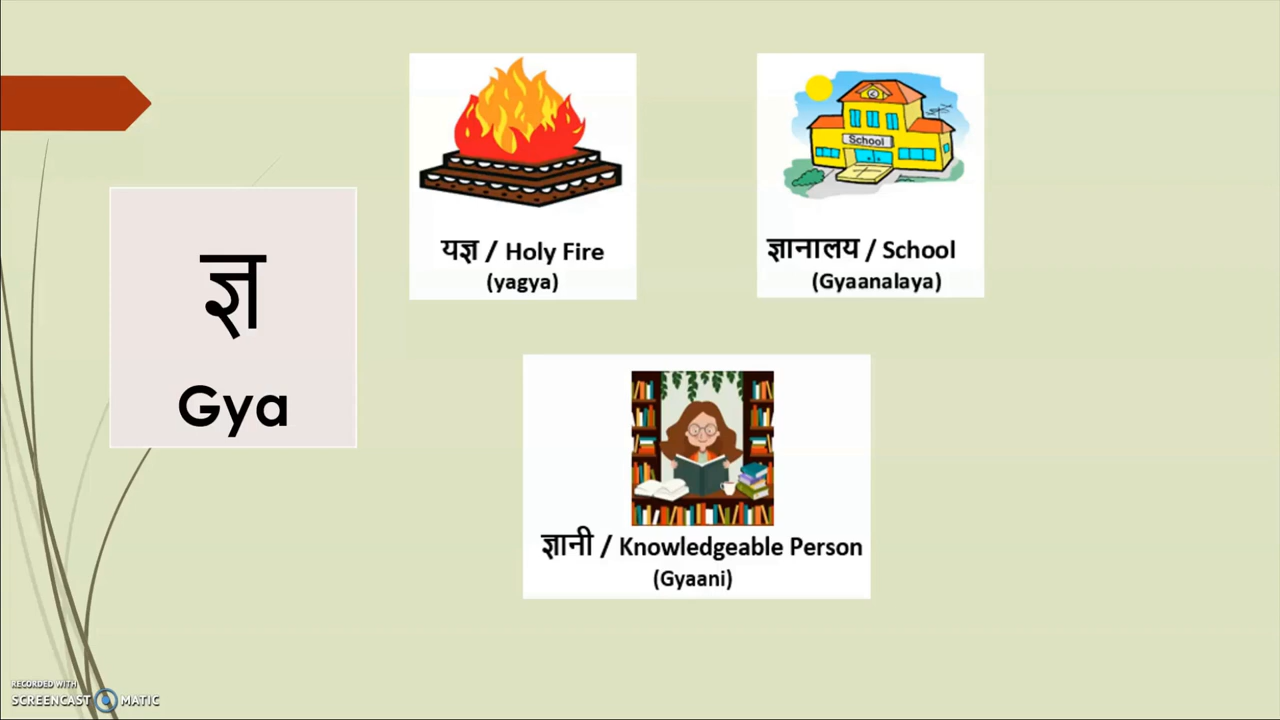 ज्ञ
Gya
यज्ञ / Holy Fire
(yagya)
School
ज्ञानालय / School
(Gyaanalaya)
ज्ञानी / Knowledgeable Person
(Gyaani)
RECORDED WITH
SCREENCAST MATIC